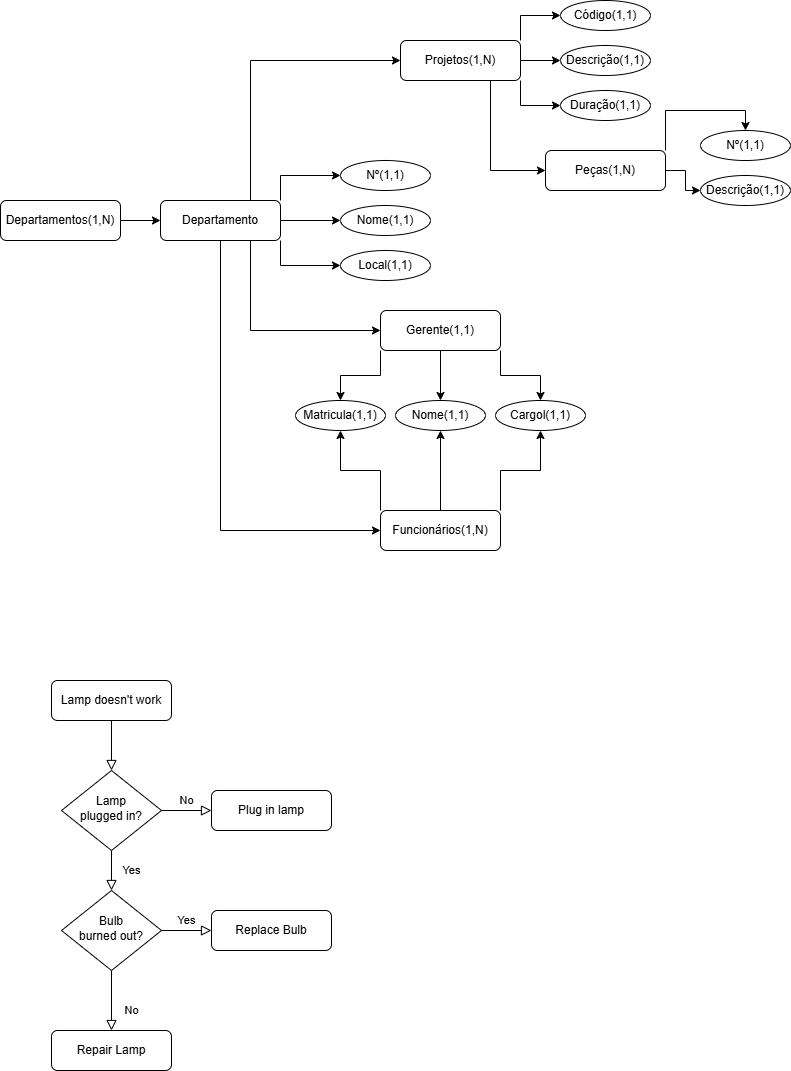 Código(1,1)
Projetos(1,N)
Descrição(1,1)
Duração(1,1)
Nº(1,1)
Peças(1,N)
Descrição(1,1)
Nº(1,1)
Departamentos(1,N)
Departamento
Nome(1,1)
Local(1,1)
Gerente(1,1)
Matricula(1,1)
Nome(1,1)
Cargol(1,1)
Funcionários(1,N)
Lamp doesn't work
Lamp
plugged in?
No
Plug in lamp
Yes
Bulb
burned out?
Yes
Replace Bulb
No
Repair Lamp